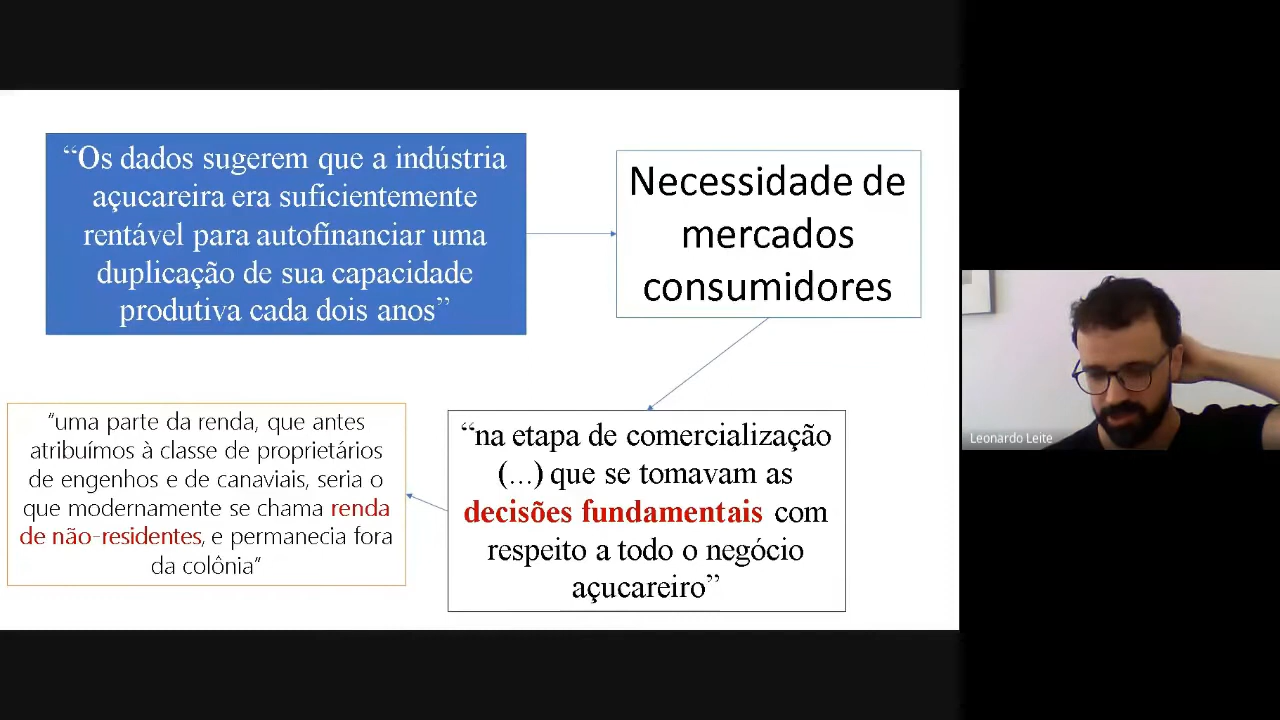 “Os dados sugerem que a indústria
açucareira era suficientemente
rentável para autofinanciar uma
duplicação de sua capacidade
produtiva cada dois anos”
Necessidade de
mercados
consumidores
“na etapa de comercialização
(...) que se tomavam as
decisões fundamentais com
respeito a todo o negócio
açucareiro”
“uma parte da renda, que antes
atribuímos à classe de proprietários
de engenhos e de canaviais, seria o
que modernamente se chama renda
de não-residentes, e permanecia fora
da colônia“
Leonardo Leite